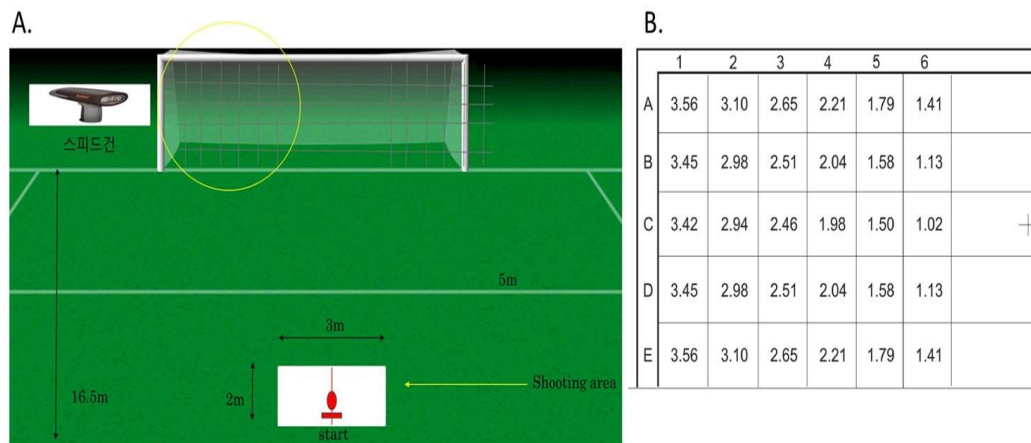 A.
스피드건
5m
3m
Shooting area
2m
16.5m
start
B.
1 2 3 4 5 6
A 3.56 3.10 2.65 2.21 1.79 1.41
B 3.45 2.98 2.51 2.04 1.58 1.13
C 3.42 2.94 2.46 1.98 1.50 1.02
D 3.45 2.98 2.51 2.04 1.58 1.13
E 3.56 3.10 2.65 2.21 1.79 1.41